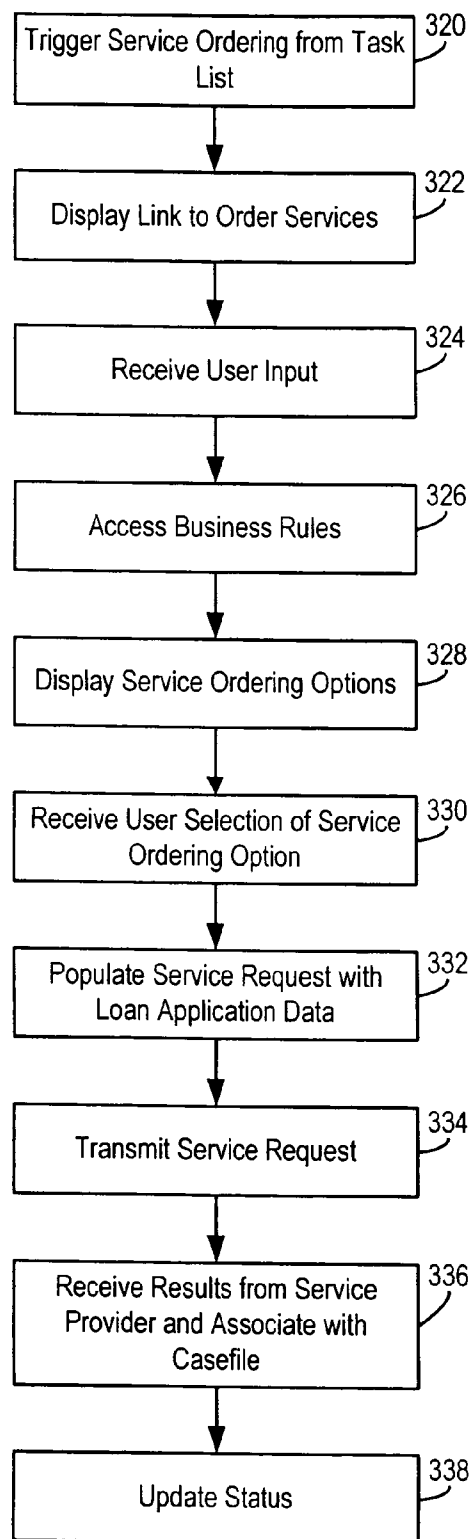 320
Trigger Service Ordering from Task
List
322
Display Link to Order Services
324
Receive User Input
326
Access Business Rules
328
Display Service Ordering Options
330
Receive User Selection of Service
Ordering Option
332
Populate Service Request with
Loan Application Data
334
Transmit Service Request
336
Receive Results from Service
Provider and Associate with
Casefile
338
Update Status